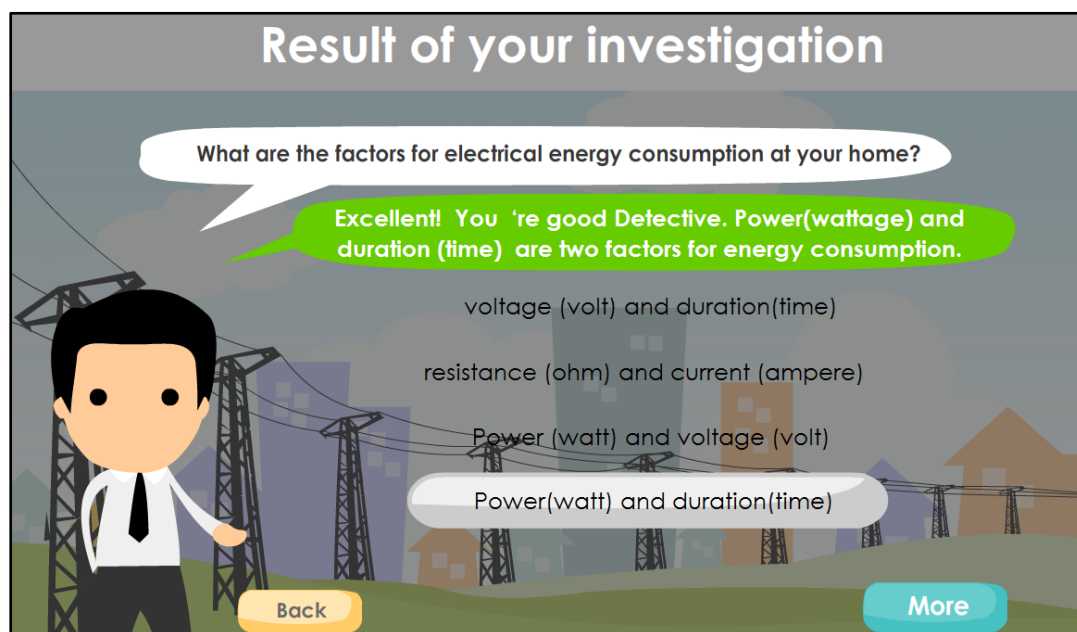 Result of your investigation
What are the factors for electrical energy consumption at your home?
Excellent! You ‘re good Detective. Power(wattage) and
duration (time) are two factors for energy consumption.
voltage (volt) and duration(time)
resistance (ohm) and current (ampere)
Power (watt) and voltage (volt)
Power(watt) and duration(time)
Back
More